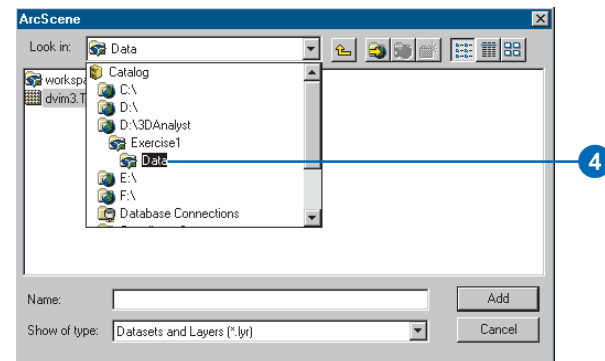 ArcScene
Look in: Data
Catalog
C:\
D:\
D:\3DAnalyst
Exercise1
Data
E:\
F:\
Database Connections
dvim3.T
4
Name:
Add
Show of type: Datasets and Layers (*.lyr)
Cancel